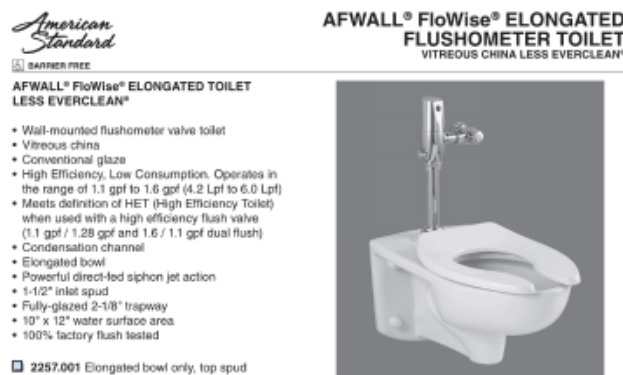 American
Standard
BARRIER FREE
AFWALL® FloWise® ELONGATED
FLUSHOMETER TOILET
VITREOUS CHINA LESS EVERCLEAN®
AFWALL® FloWise® ELONGATED TOILET
LESS EVERCLEAN®
• Wall-mounted flushometer valve toilet
• Vitreous china
• Conventional glaze
• High Efficiency, Low Consumption. Operates in
the range of 1.1 gpf to 1.6 gpf (4.2 Lpf to 6.0 Lpf)
• Meets definition of HET (High Efficiency Toilet)
when used with a high efficiency flush valve
(1.1 gpf / 1.28 gpf and 1.6 / 1.1 gpf dual flush)
• Condensation channel
• Elongated bowl
• Powerful direct-fed siphon jet action
• 1-1/2" inlet spud
• Fully-glazed 2-1/8" trapway
• 10" x 12" water surface area
• 100% factory flush tested
2257.001 Elongated bowl only, top spud